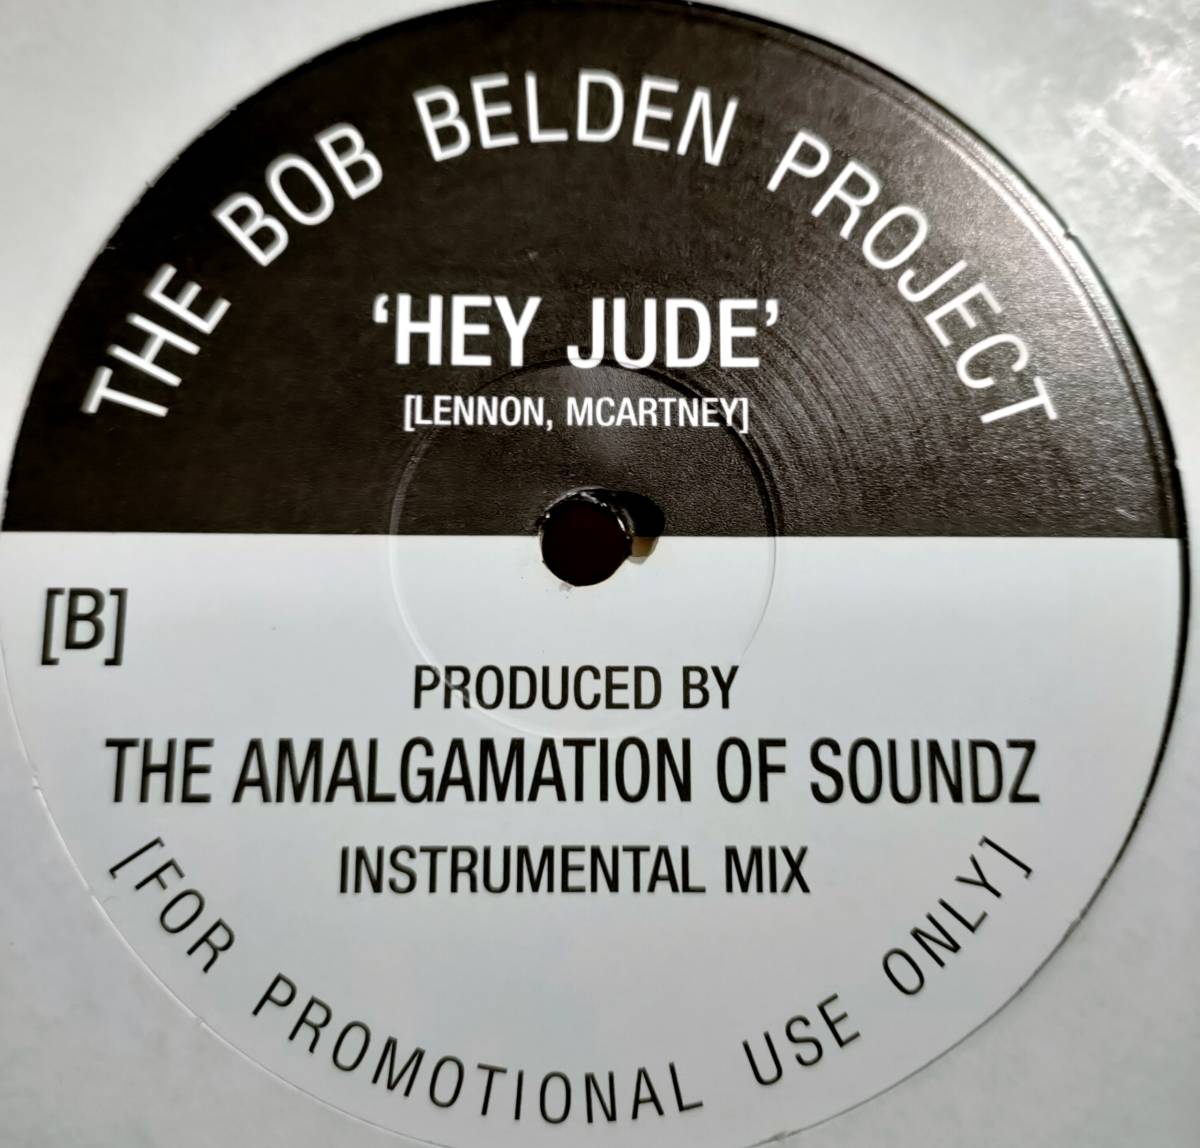 THE BOB BELDEN PROJECT
‘HEY JUDE’
[LENNON, MCARTNEY]
[B]
PRODUCED BY
THE AMALGAMATION OF SOUNDZ
INSTRUMENTAL MIX
[FOR PROMOTIONAL USE ONLY]